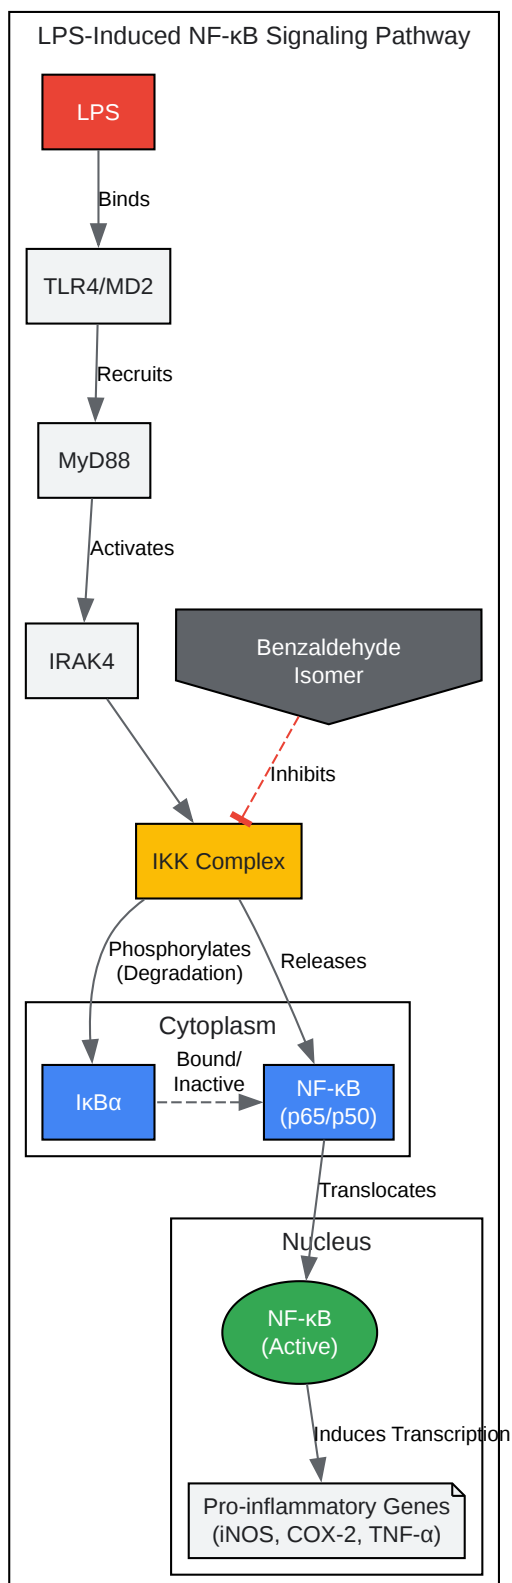 LPS-Induced NF-κB Signaling Pathway
LPS
Binds
TLR4/MD2
Recruits
MyD88
Activates
IRAK4
Benzaldehyde
Isomer
Inhibits
IKK Complex
Phosphorylates
(Degradation)
Releases
Cytoplasm
Bound/
Inactive
IκBα
NF-κB
(p65/p50)
Translocates
Nucleus
NF-κB
(Active)
Induces Transcription
Pro-inflammatory Genes
(iNOS, COX-2, TNF-α)